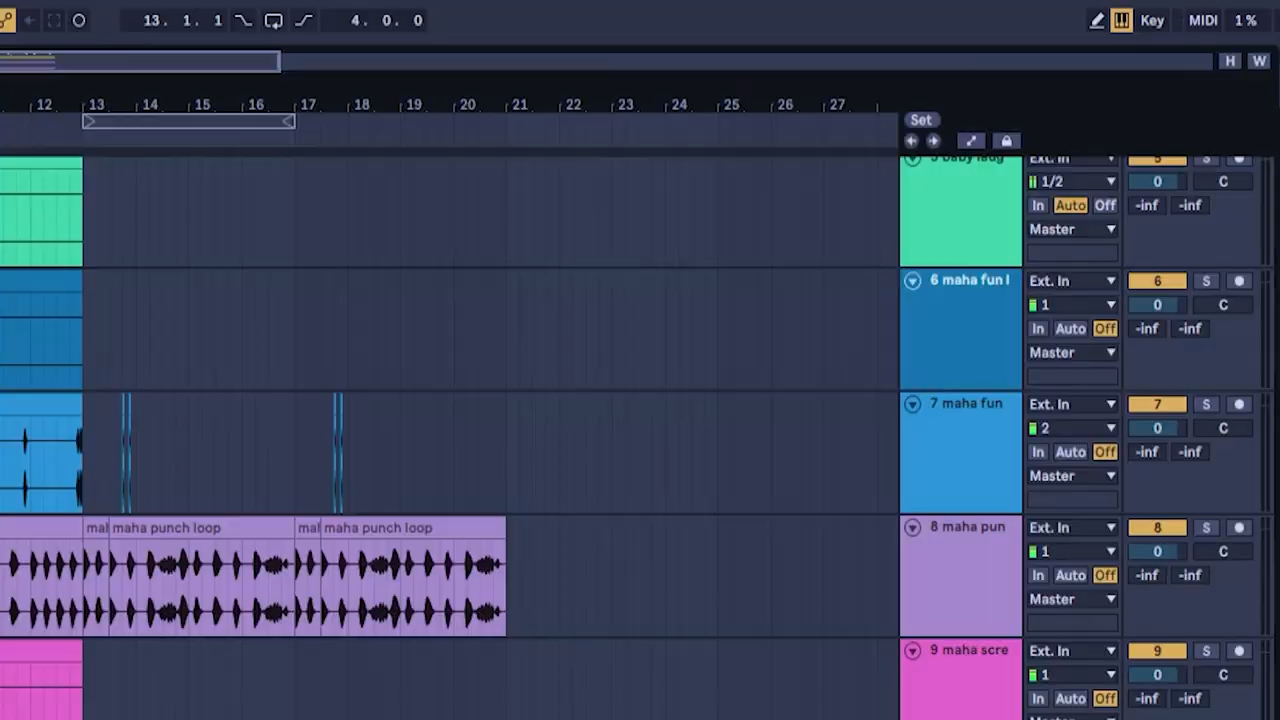 13. 1. 1 4. 0. 0 Key MIDI 1 %
H W
12 13 14 15 16 17 18 19 20 21 22 23 24 25 26 27
Set
Ext. In 5 S
1/2 0 C
In Auto Off -inf -inf
Master
6 maha fun l Ext. In 6 S
1 0 C
In Auto Off -inf -inf
Master
7 maha fun Ext. In 7 S
2 0 C
In Auto Off -inf -inf
Master
mal maha punch loop mal maha punch loop 8 maha pun Ext. In 8 S
1 0 C
In Auto Off -inf -inf
Master
9 maha scre Ext. In 9 S
1 0 C
In Auto Off -inf -inf